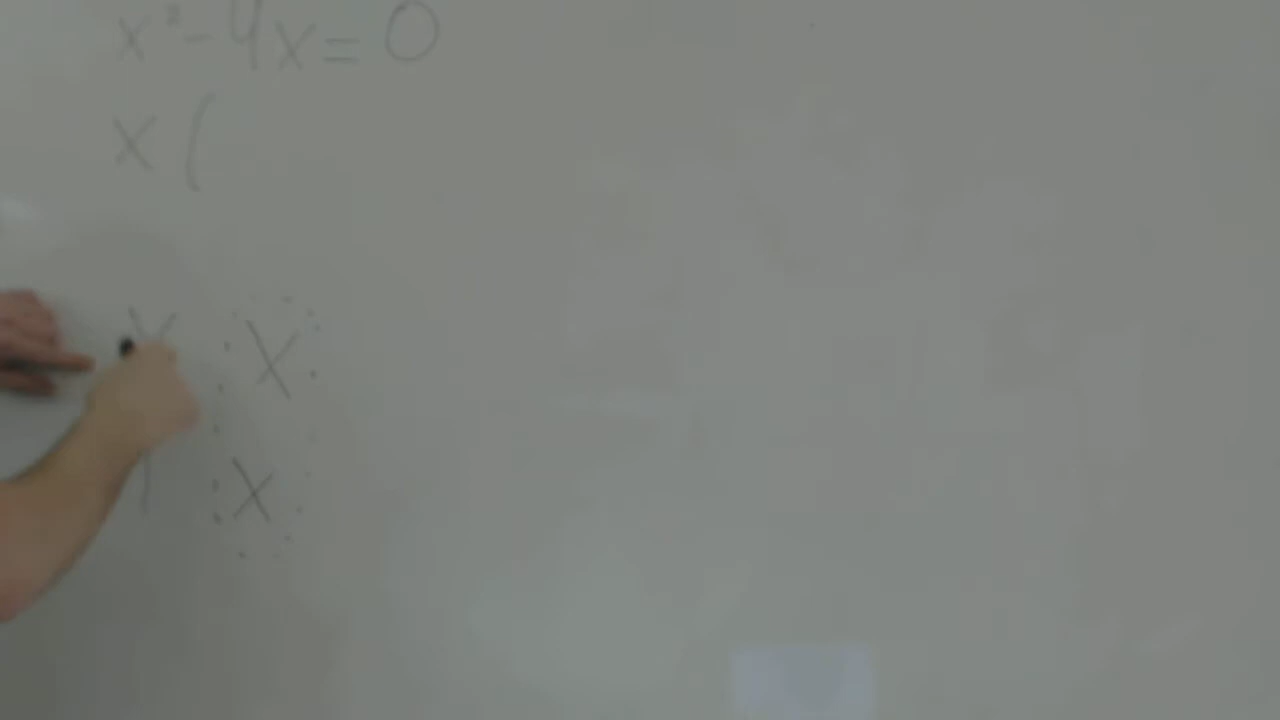 x² - 4x = 0
x (
x x
x